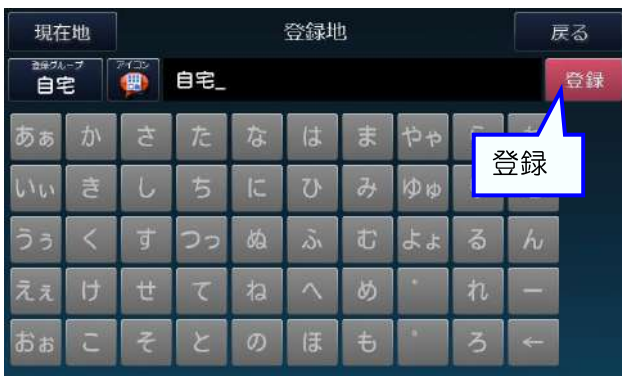 現在地 登録地 戻る
登録グループ アイコン
自宅 自宅_ 登録
あぁ か さ た な は ま やゃ
登録
いぃ き し ち に ひ み ゆゅ
うぅ く す つっ ぬ ふ む よょ る ん
えぇ け せ て ね へ め ゛ れ ー
おぉ こ そ と の ほ も ゜ ろ ←